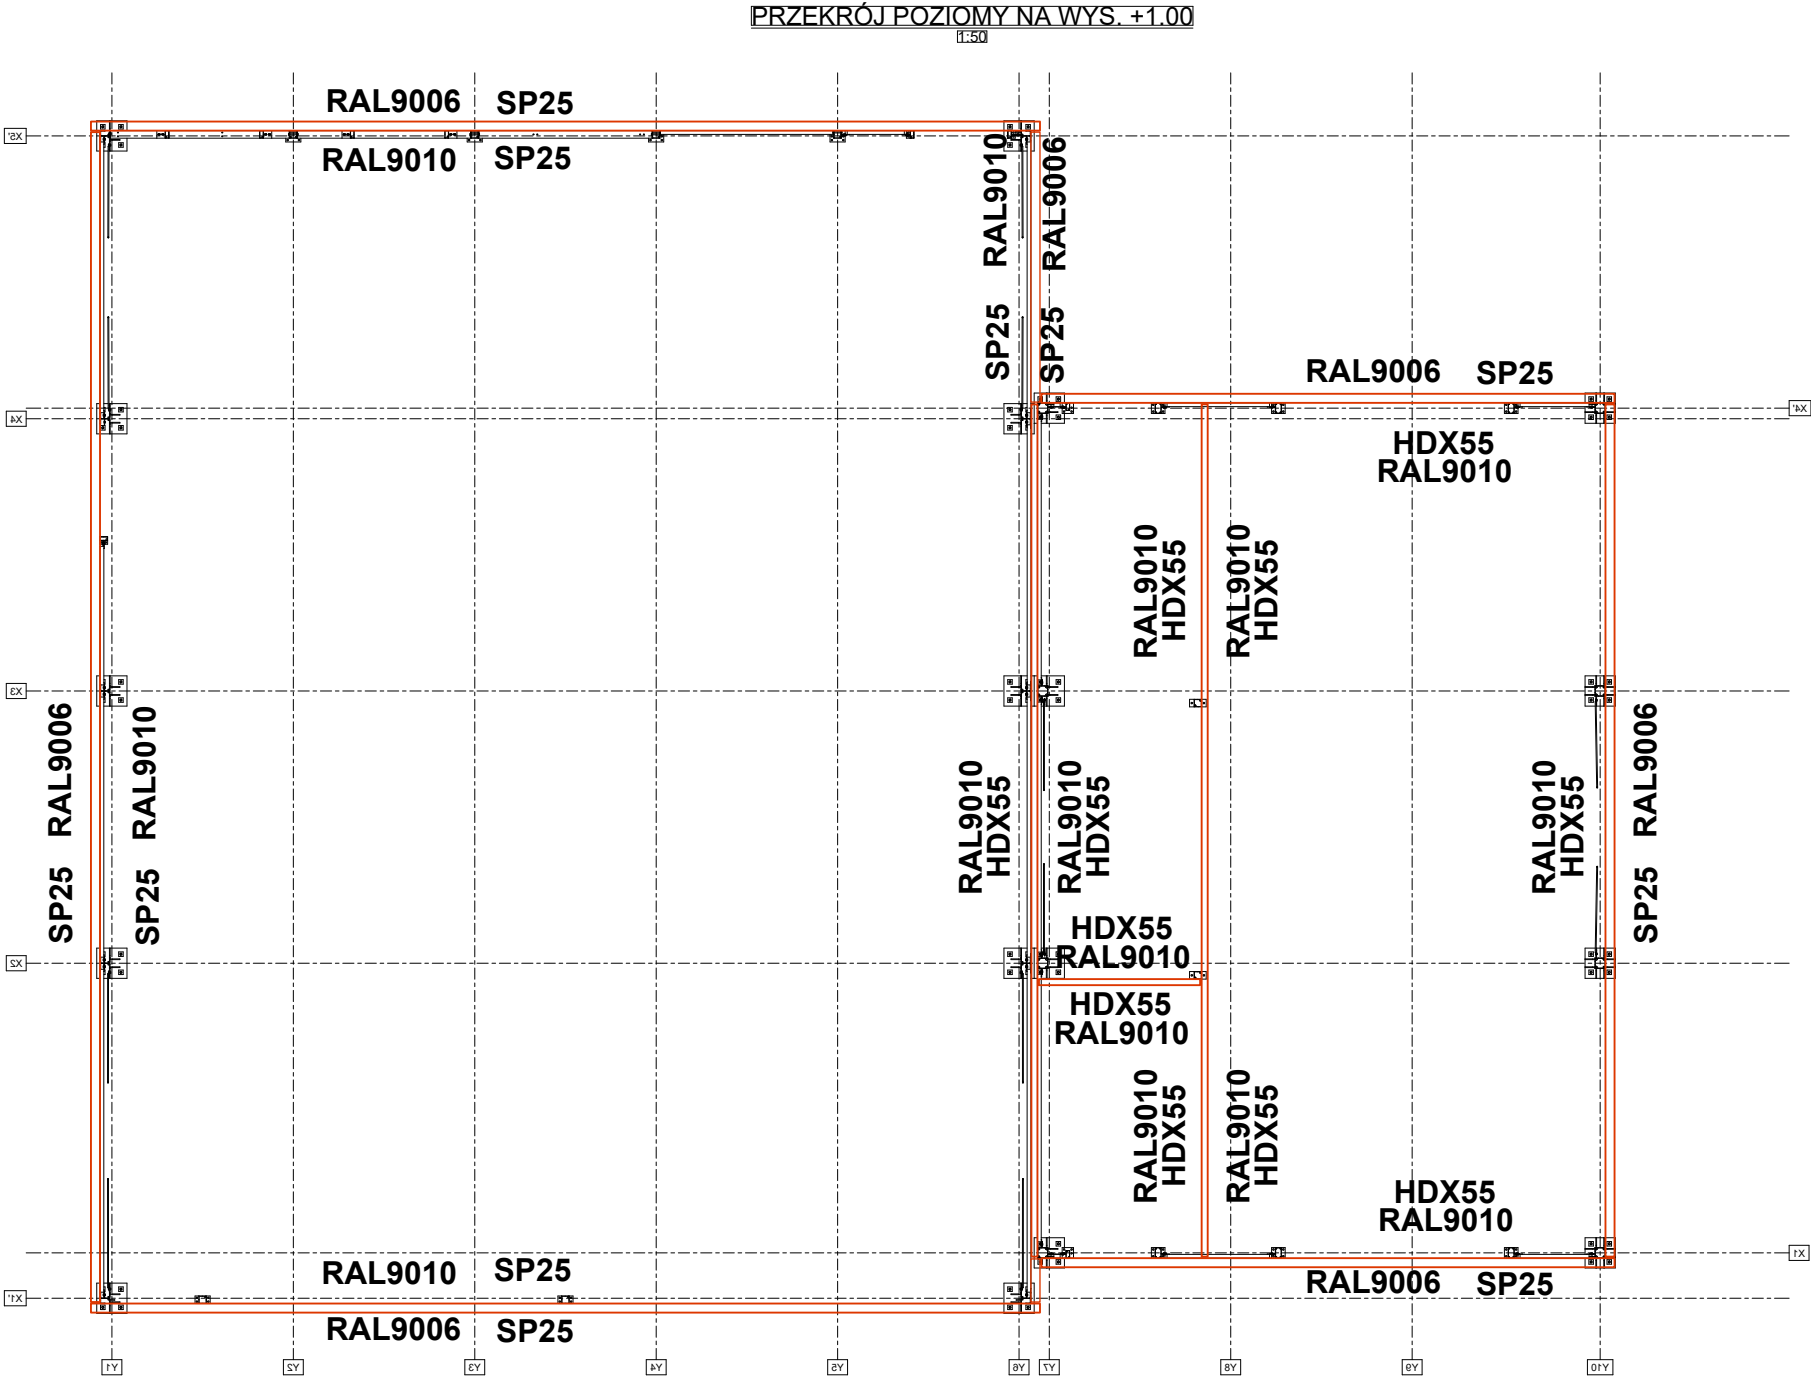 PRZEKRÓJ POZIOMY NA WYS. +1.00
1:50
RAL9006 SP25
X5'
RAL9010 SP25
RAL9010 SP25
RAL9006 SP25
RAL9006 SP25
X4
X4'
HDX55
RAL9010
RAL9010
HDX55
RAL9010
HDX55
X3
RAL9006 SP25
RAL9010 SP25
RAL9010
HDX55
RAL9010
HDX55
RAL9010
HDX55
RAL9006 SP25
HDX55
RAL9010
X2
HDX55
RAL9010
RAL9010
HDX55
RAL9010
HDX55
HDX55
RAL9010
X1
RAL9010 SP25
RAL9006 SP25
X1'
RAL9006 SP25
Y1
Y2
Y3
Y4
Y5
Y6
Y7
Y8
Y9
Y10